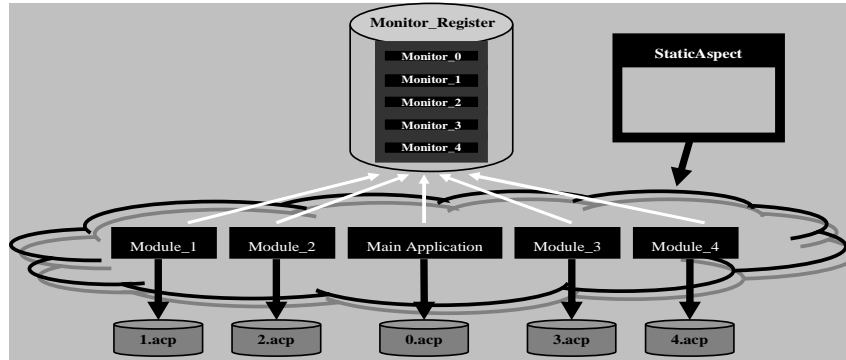 Monitor_Register
Monitor_0
Monitor_1
Monitor_2
Monitor_3
Monitor_4
StaticAspect
Module_1
Module_2
Main Application
Module_3
Module_4
1.acp
2.acp
0.acp
3.acp
4.acp